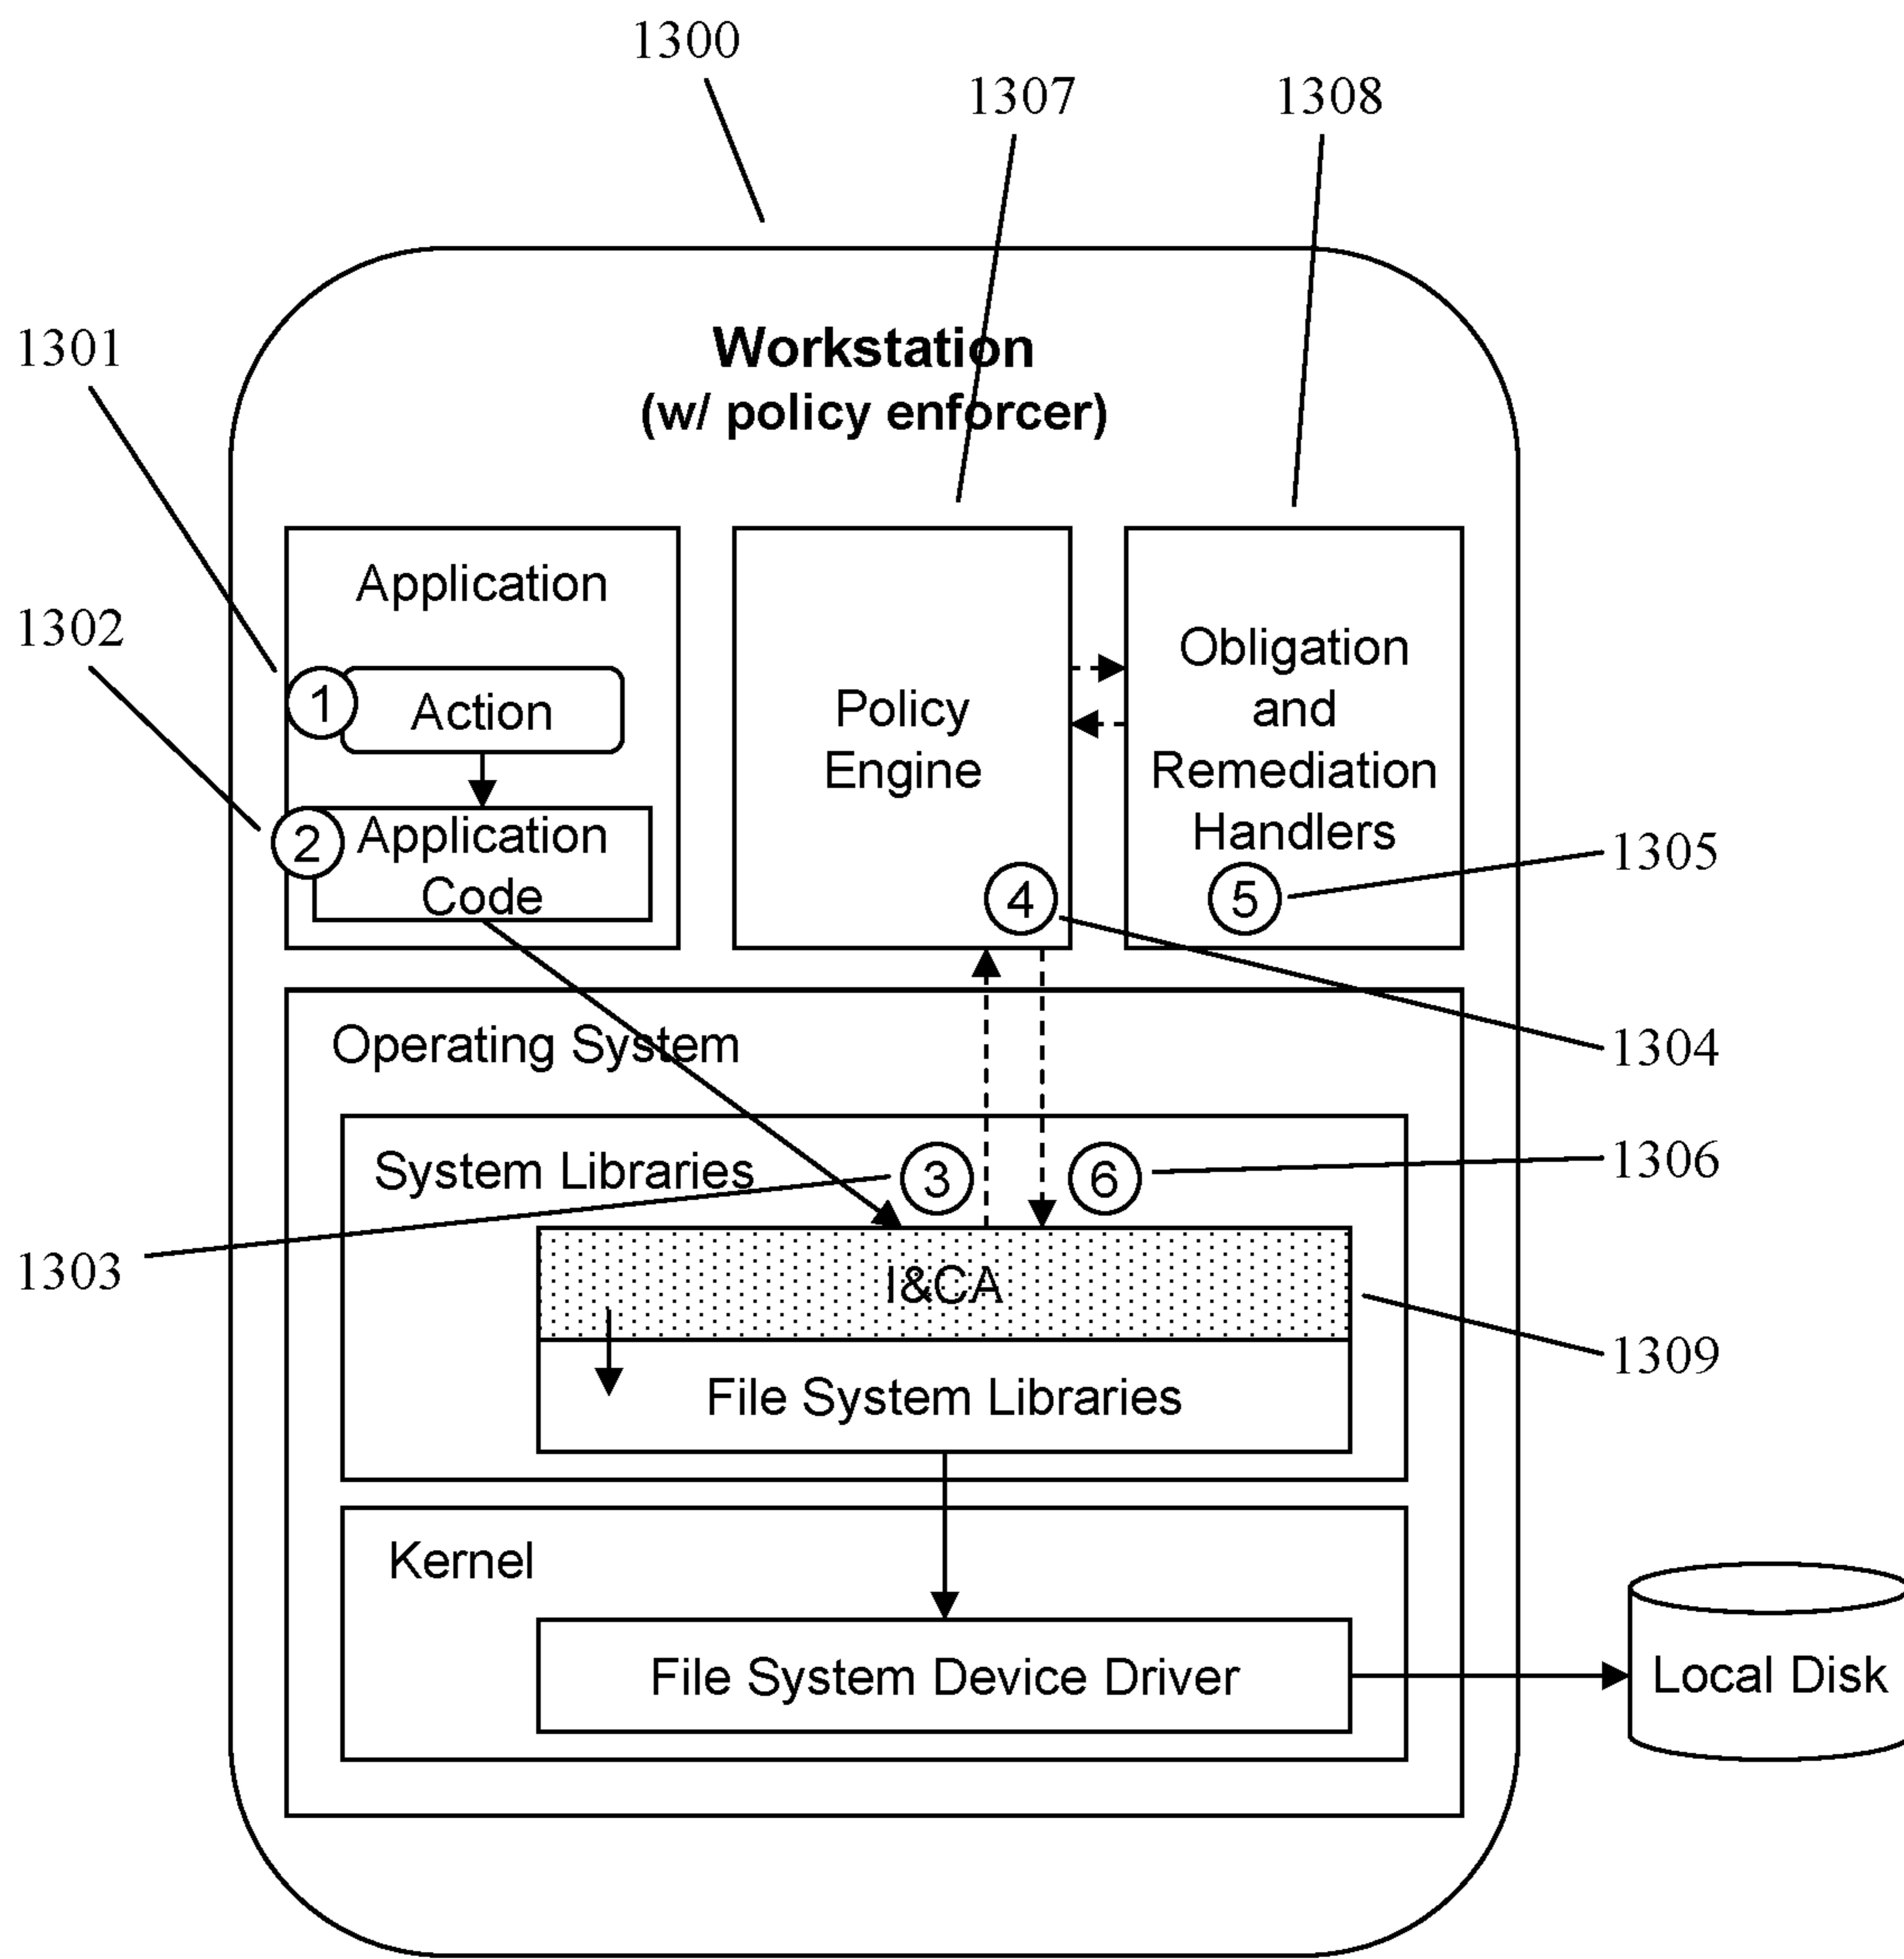 1300
1307
1308
1301
Workstation
(w/ policy enforcer)
1302
Application
1
Action
2
Application
Code
Policy
Engine
4
Obligation
and
Remediation
Handlers
5
1305
1304
Operating System
System Libraries
3
6
1306
1303
I&CA
1309
File System Libraries
Kernel
File System Device Driver
Local Disk